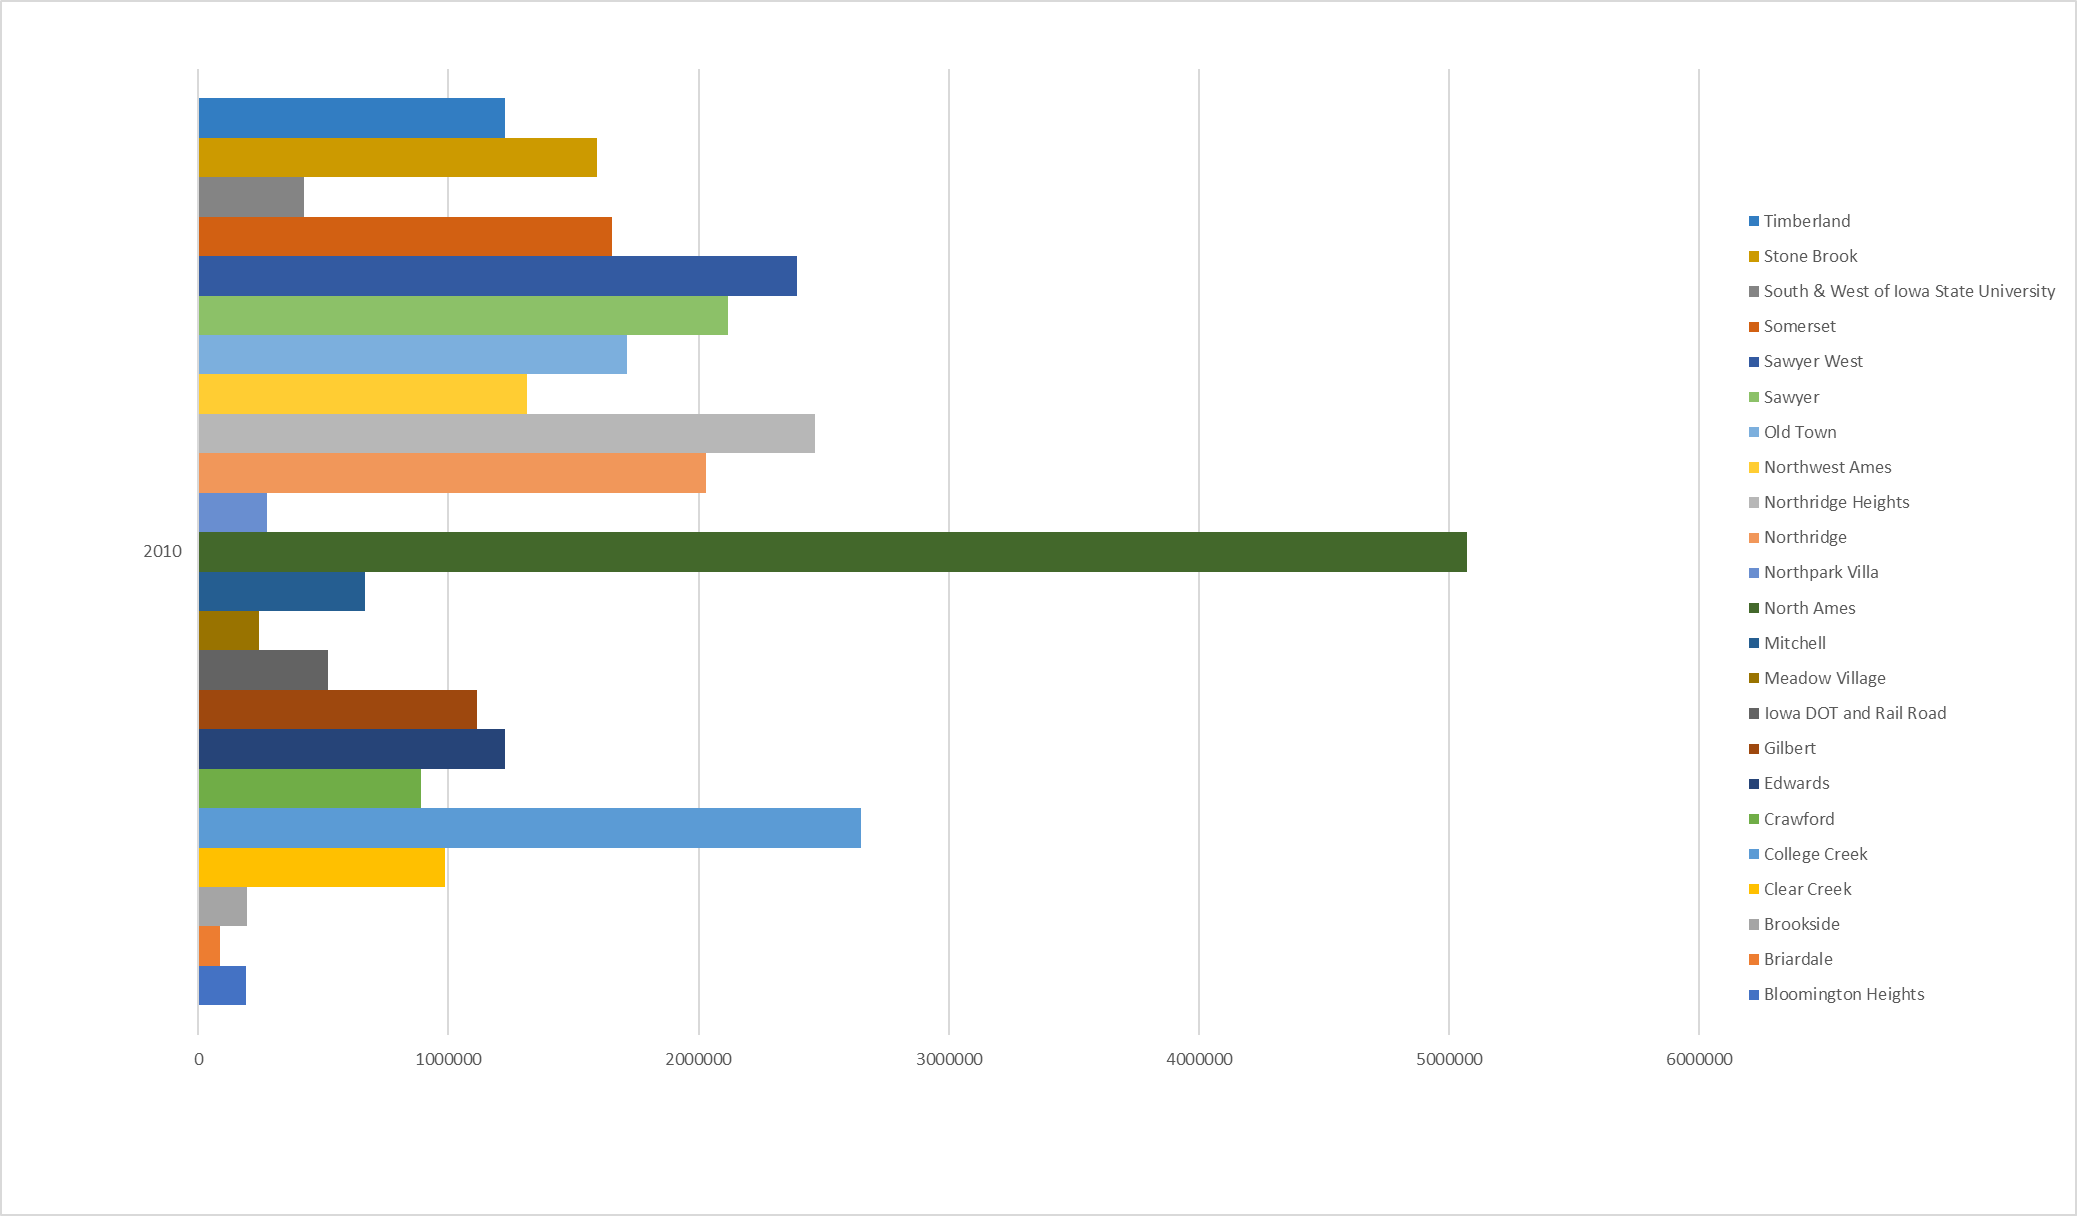 2010
0 1000000 2000000 3000000 4000000 5000000 6000000
Timberland
Stone Brook
South & West of Iowa State University
Somerset
Sawyer West
Sawyer
Old Town
Northwest Ames
Northridge Heights
Northridge
Northpark Villa
North Ames
Mitchell
Meadow Village
Iowa DOT and Rail Road
Gilbert
Edwards
Crawford
College Creek
Clear Creek
Brookside
Briardale
Bloomington Heights